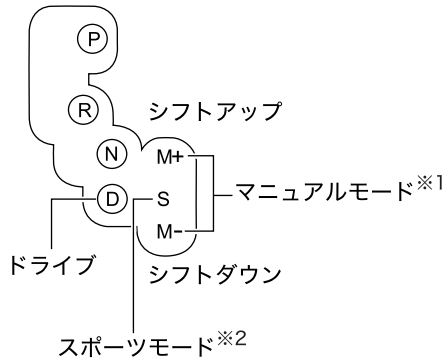 P
R
シフトアップ
N
M+
マニュアルモード※1
D
S
M-
ドライブ
シフトダウン
スポーツモード※2